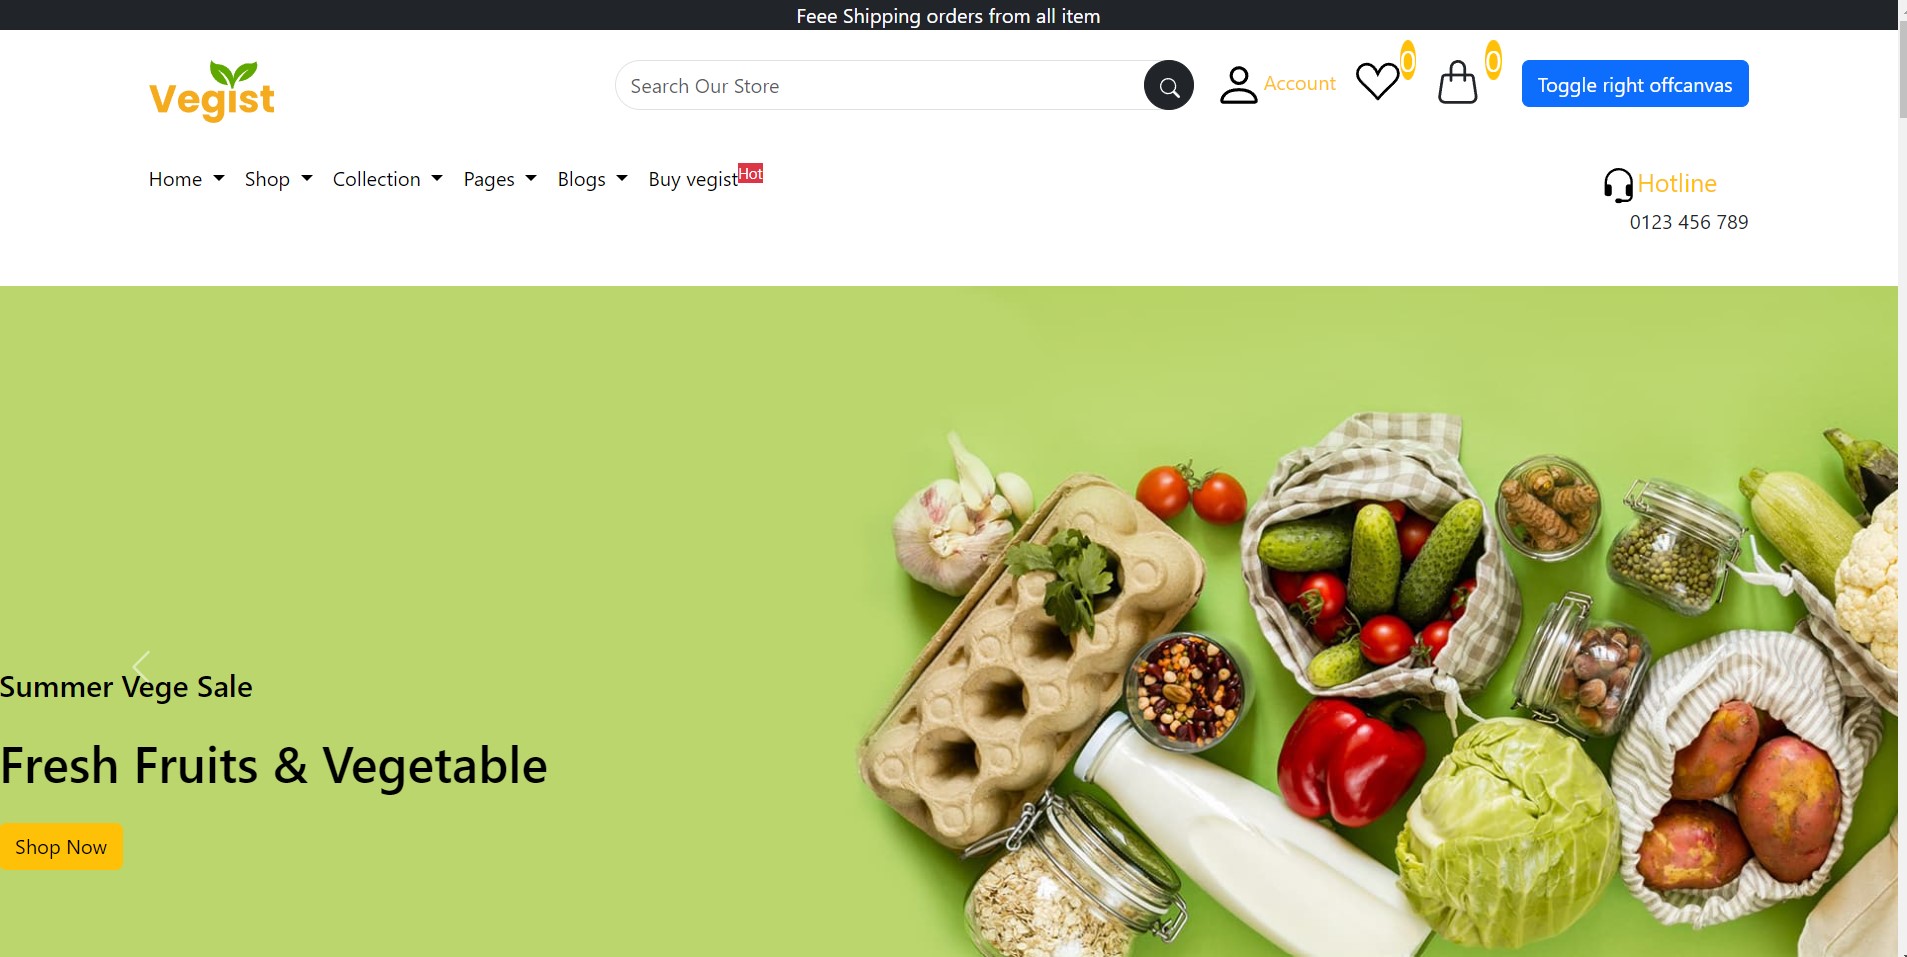 Feee Shipping orders from all item
Vegist
Search Our Store
Account
0
0
Toggle right offcanvas
Home
Shop
Collection
Pages
Blogs
Buy vegist Hot
Hotline
0123 456 789
Summer Vege Sale
Fresh Fruits & Vegetable
Shop Now